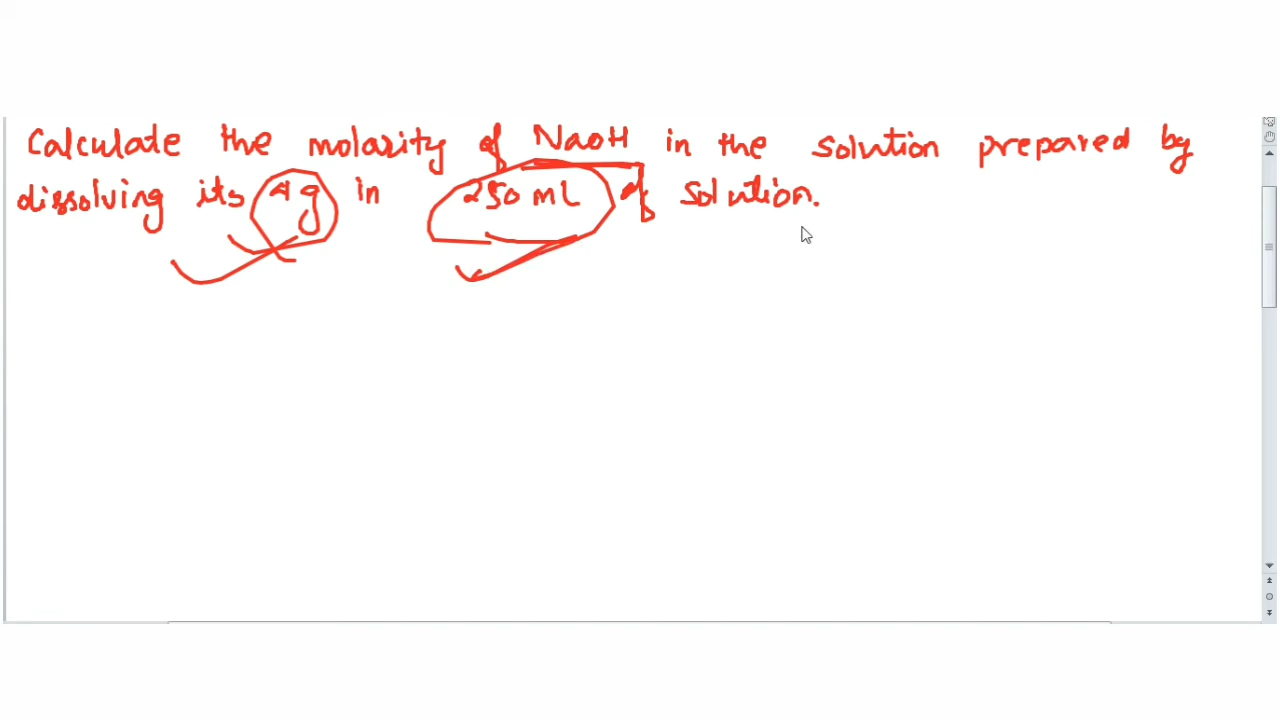 Calculate the molarity of NaOH in the solution prepared by
dissolving its 4g in 250 mL of solution.